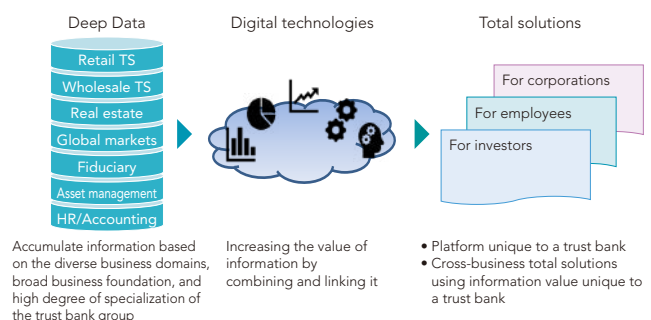 Deep Data
Retail TS
Wholesale TS
Real estate
Global markets
Fiduciary
Asset management
HR/Accounting
Accumulate information based
on the diverse business domains,
broad business foundation, and
high degree of specialization of
the trust bank group
Digital technologies
Increasing the value of
information by
combining and linking it
Total solutions
For corporations
For employees
For investors
• Platform unique to a trust bank
• Cross-business total solutions
using information value unique to
a trust bank